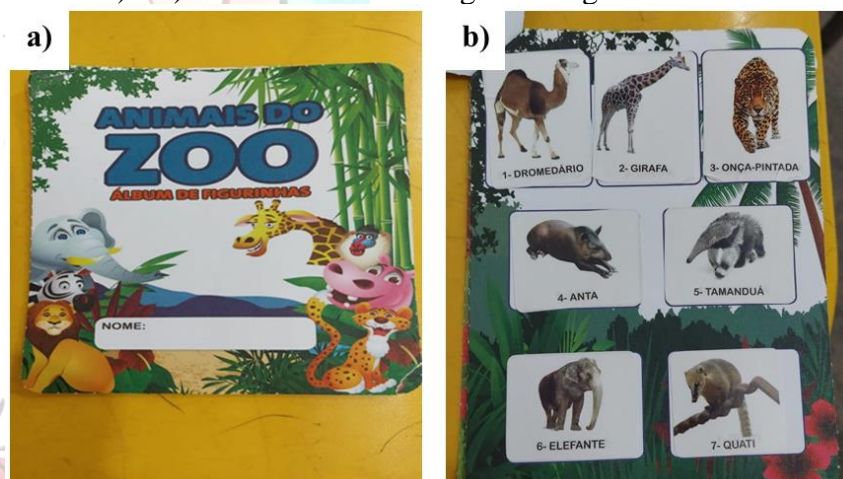 a)
ANIMAIS DO
ZOO
ÁLBUM DE FIGURINHAS
NOME:
b)
1- DROMEDÁRIO
2- GIRAFA
3- ONÇA-PINTADA
4- ANTA
5- TAMANDUÁ
6- ELEFANTE
7- QUATI